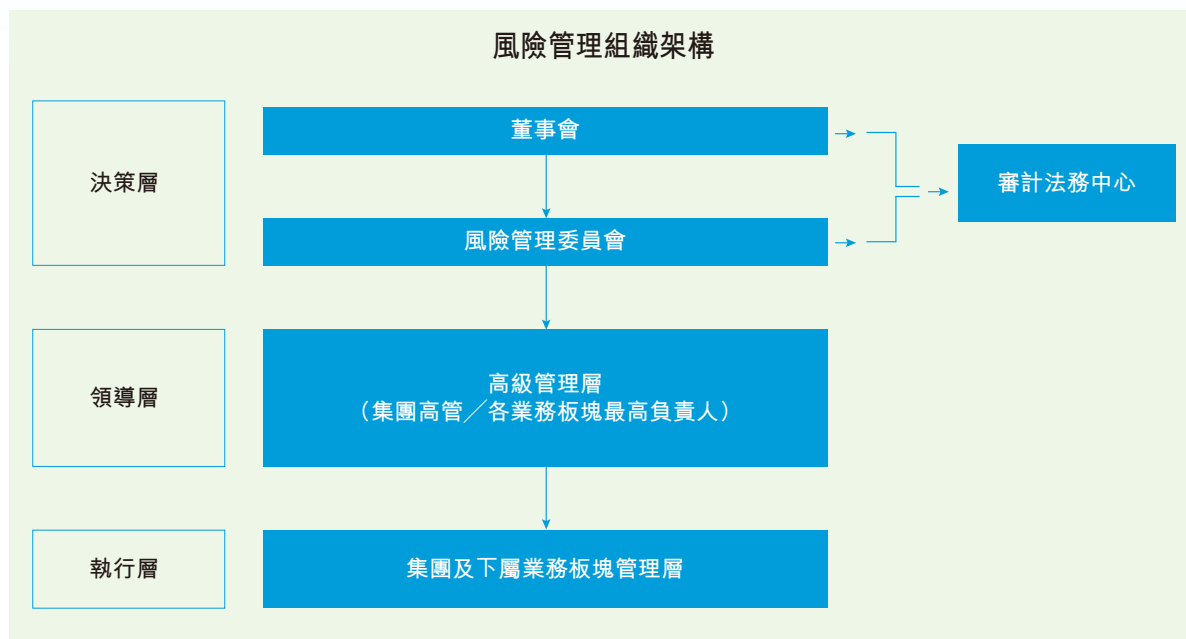 風險管理組織架構
決策層
董事會
風險管理委員會
審計法務中心
領導層
高級管理層
（集團高管╱各業務板塊最高負責人）
執行層
集團及下屬業務板塊管理層